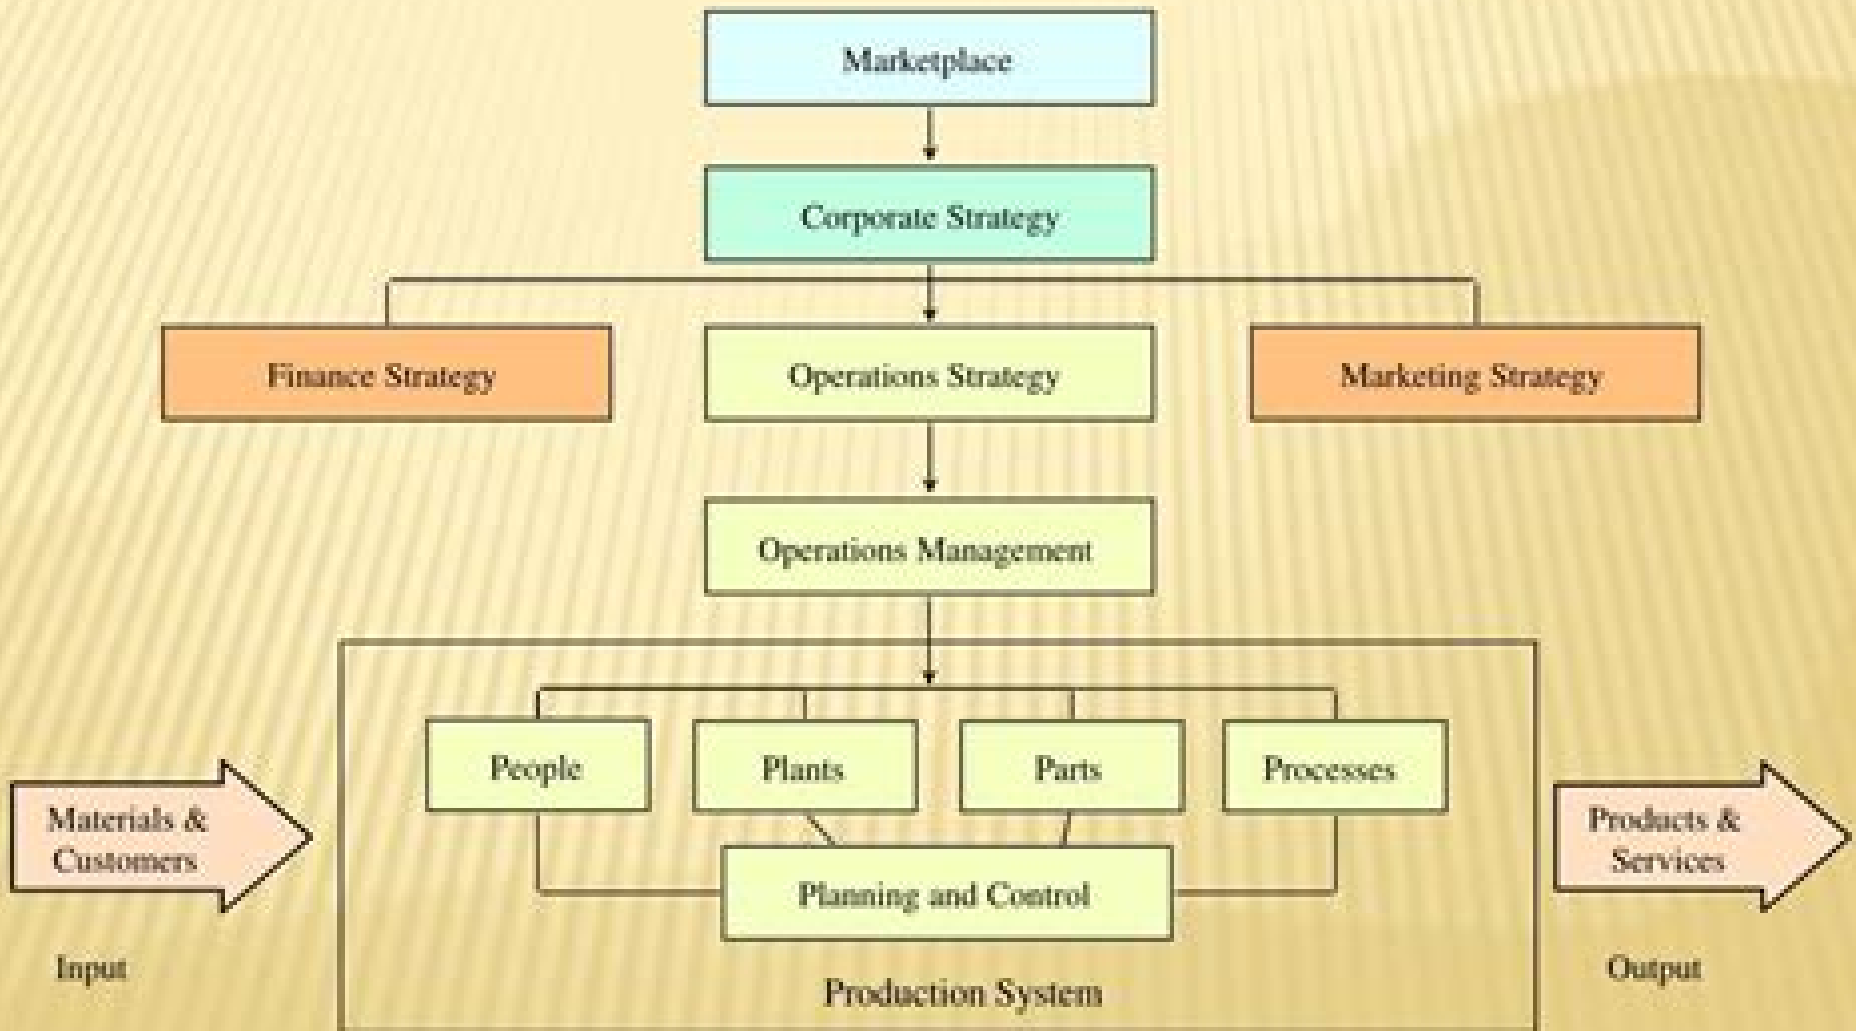 Marketplace
Corporate Strategy
Finance Strategy
Operations Strategy
Marketing Strategy
Operations Management
People
Plants
Parts
Processes
Materials &
Customers
Planning and Control
Products &
Services
Input
Production System
Output